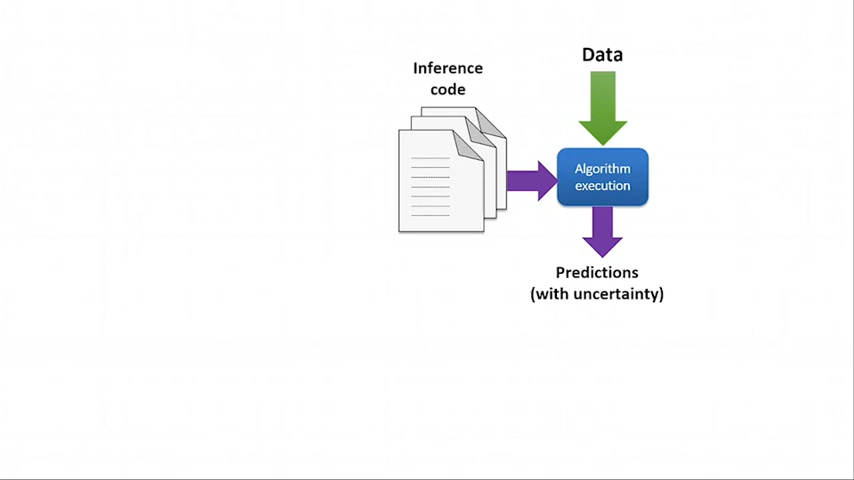 Inference
code
Data
Algorithm
execution
Predictions
(with uncertainty)